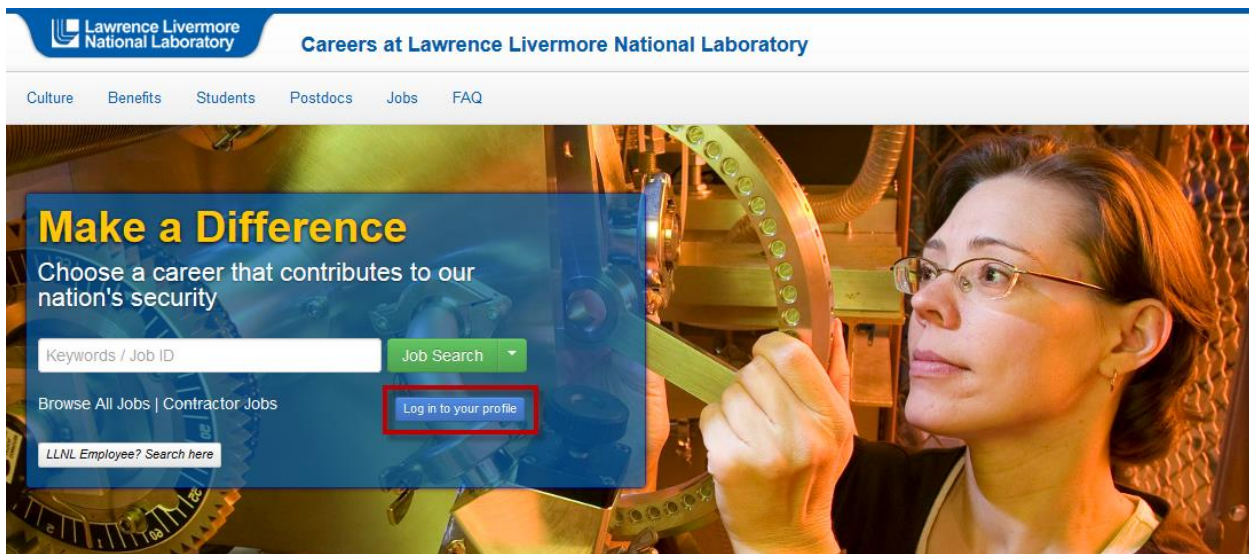 Lawrence Livermore
National Laboratory
Careers at Lawrence Livermore National Laboratory
Culture Benefits Students Postdocs Jobs FAQ
Make a Difference
Choose a career that contributes to our
nation's security
Keywords / Job ID Job Search
Browse All Jobs | Contractor Jobs Log in to your profile
LLNL Employee? Search here